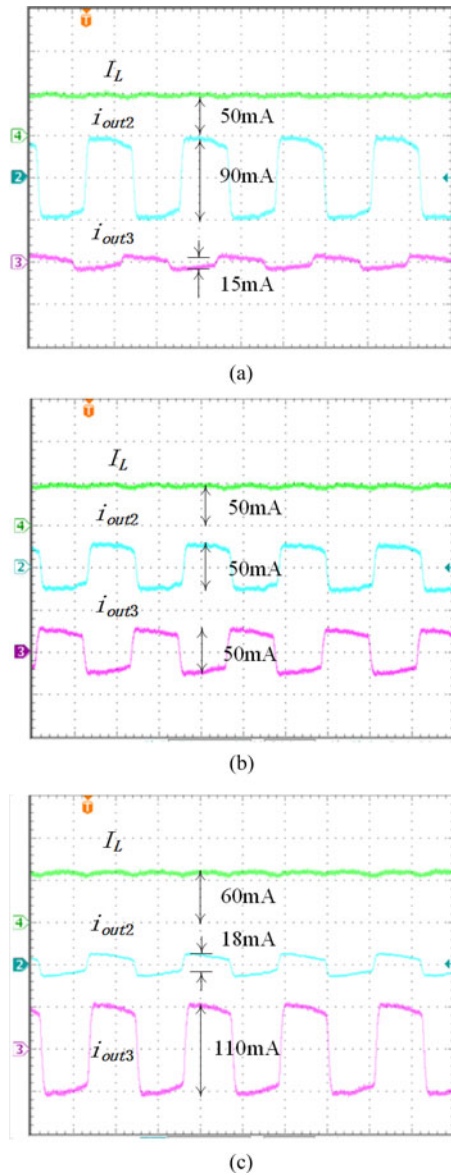 T
I_L
50mA
4
i_out2
2
90mA
i_out3
3
15mA
(a)
T
I_L
50mA
4
i_out2
2
50mA
i_out3
3
50mA
(b)
T
I_L
60mA
4
i_out2
18mA
2
3
i_out3
110mA
(c)